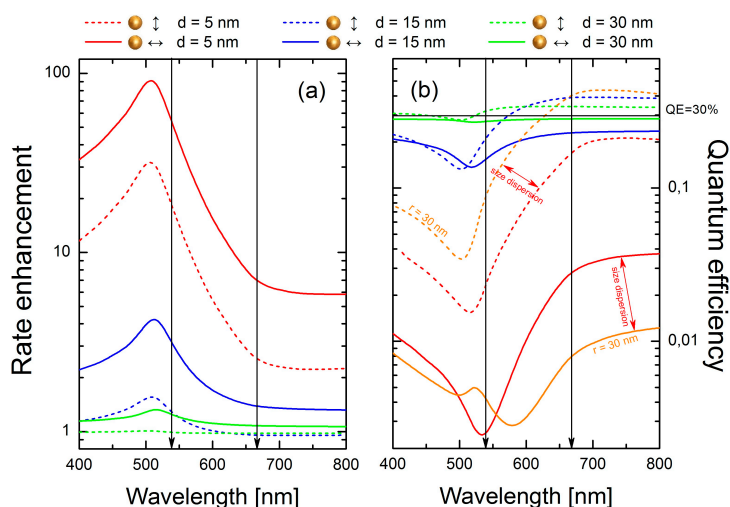 ↕ d = 5 nm ↕ d = 15 nm ↕ d = 30 nm
↔ d = 5 nm ↔ d = 15 nm ↔ d = 30 nm
(a)
100
10
1
400 500 600 700 800
Rate enhancement
Wavelength [nm]
(b)
QE=30%
size dispersion
r = 30 nm
size dispersion
r = 30 nm
0,1
0,01
400 500 600 700 800
Quantum efficiency
Wavelength [nm]